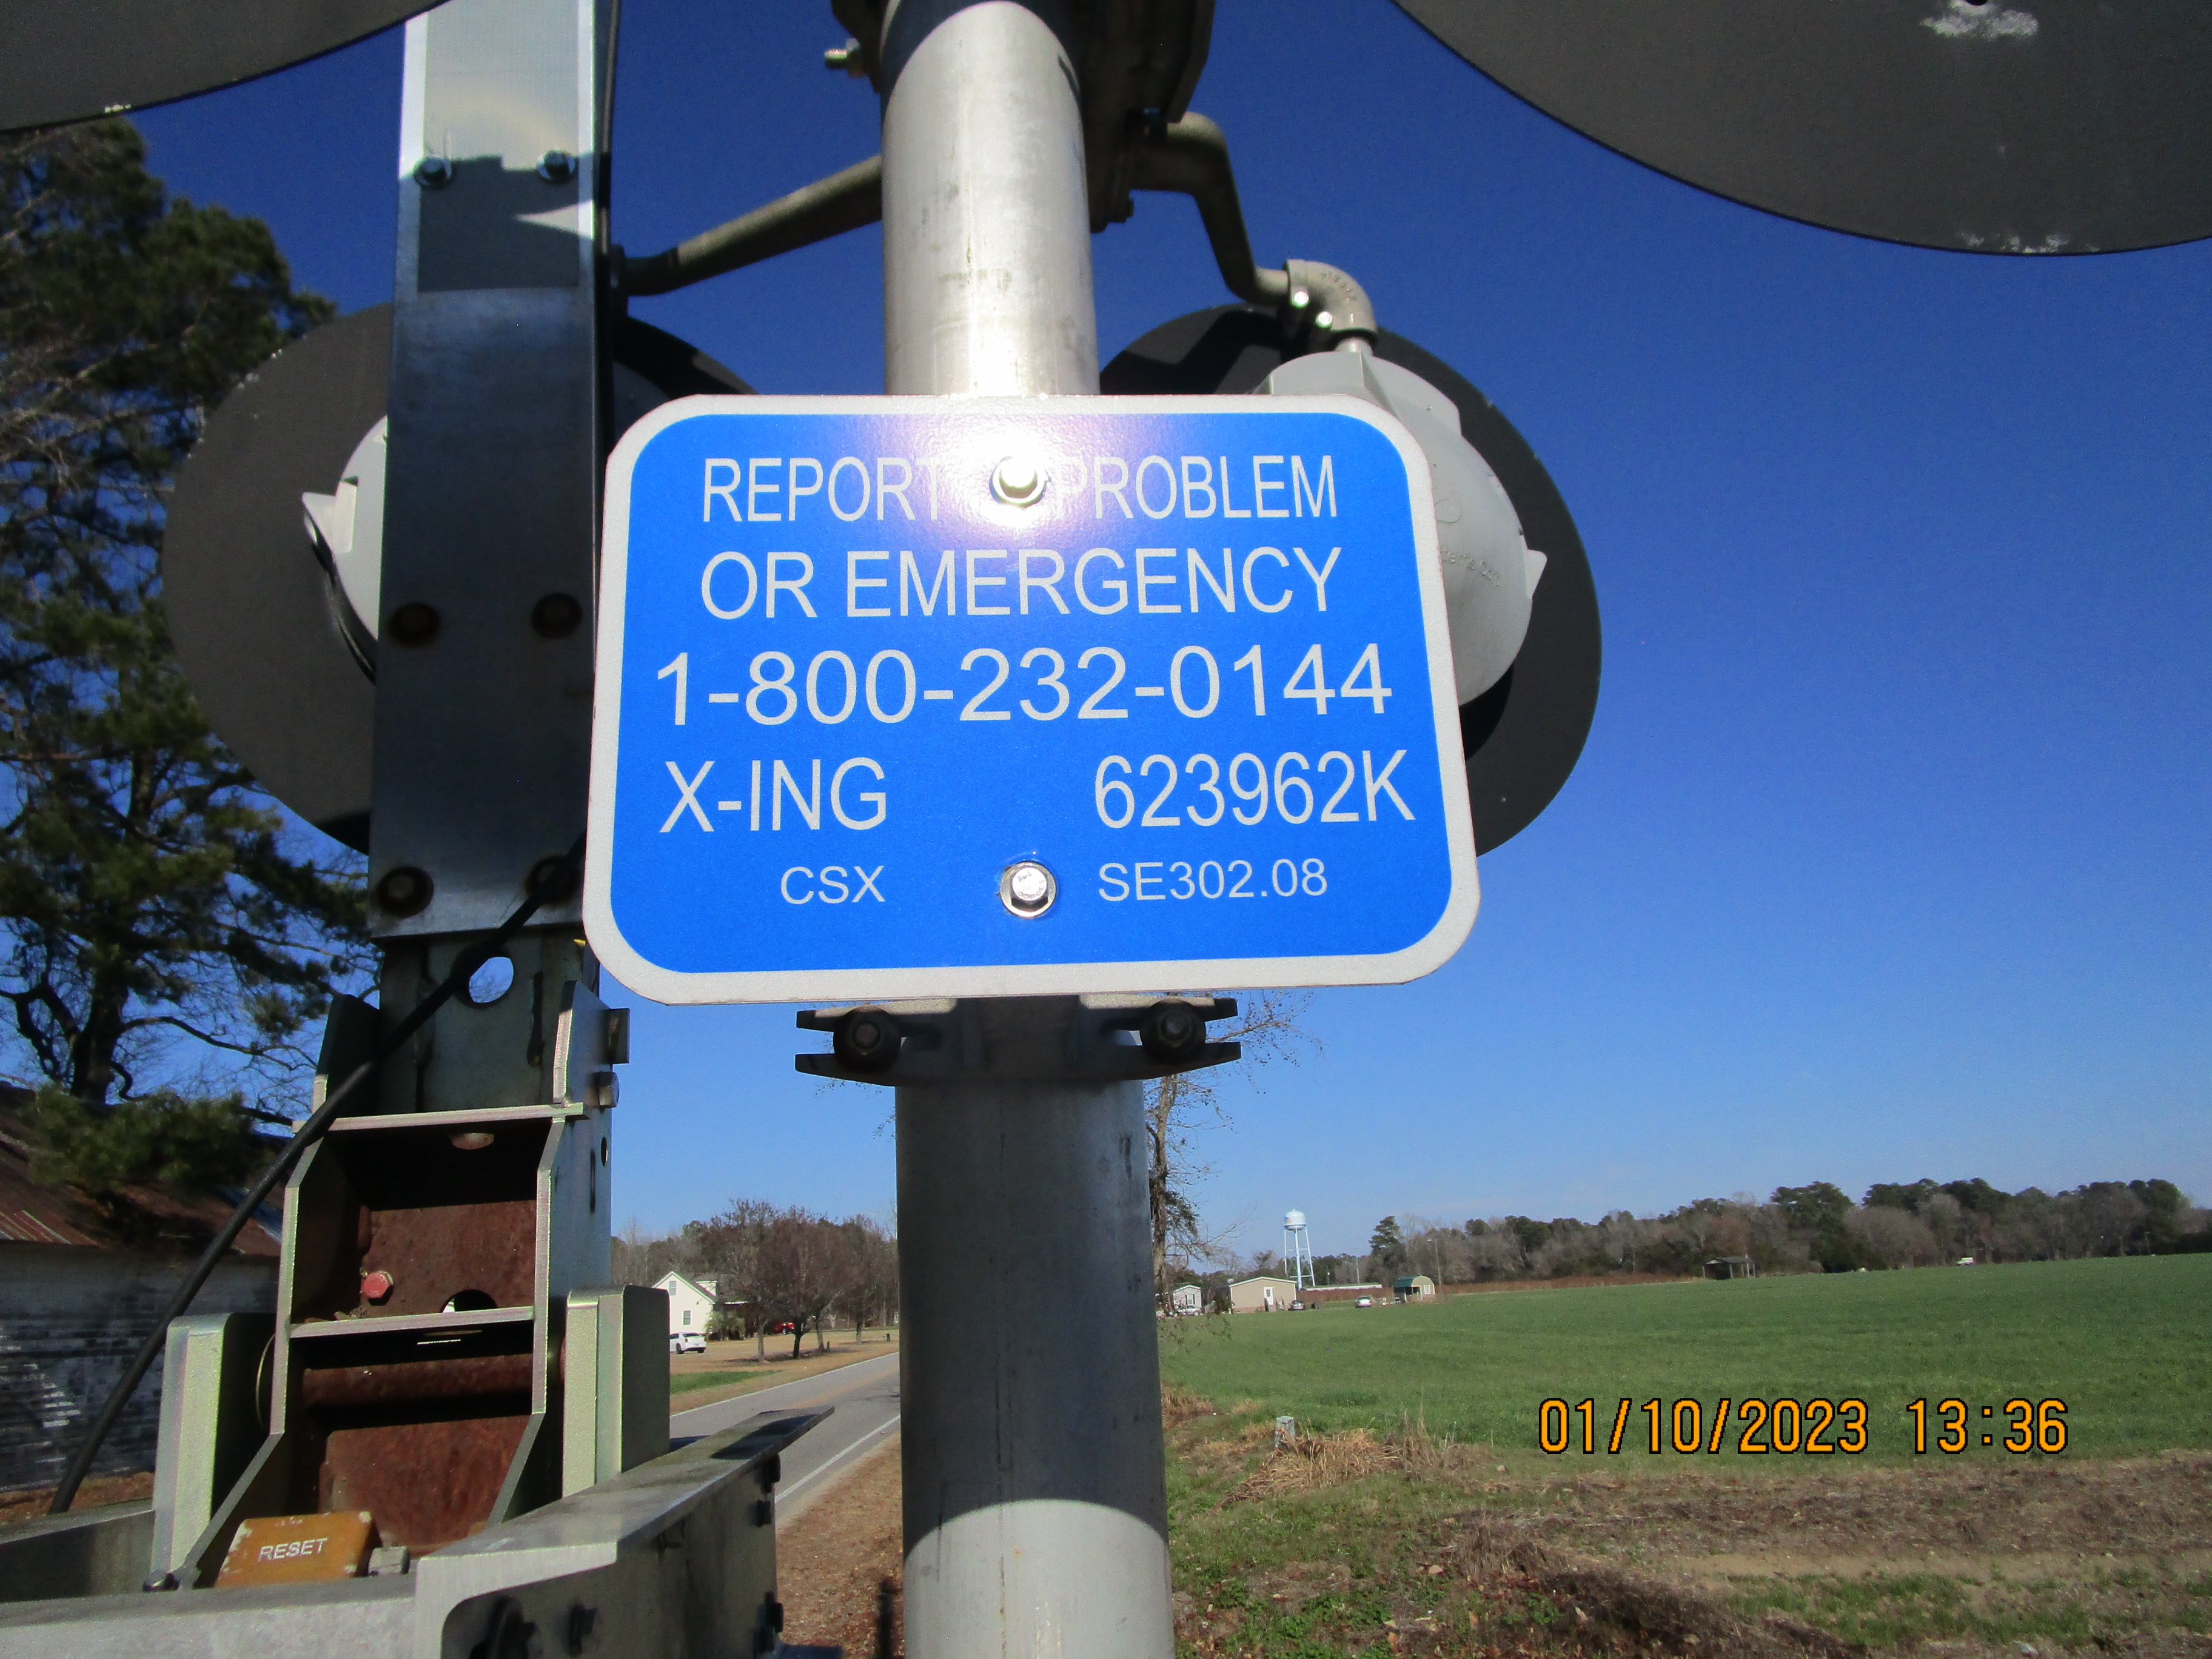 REPORT PROBLEM
OR EMERGENCY
1-800-232-0144
X-ING 623962K
CSX SE302.08
RESET
01/10/2023 13:36